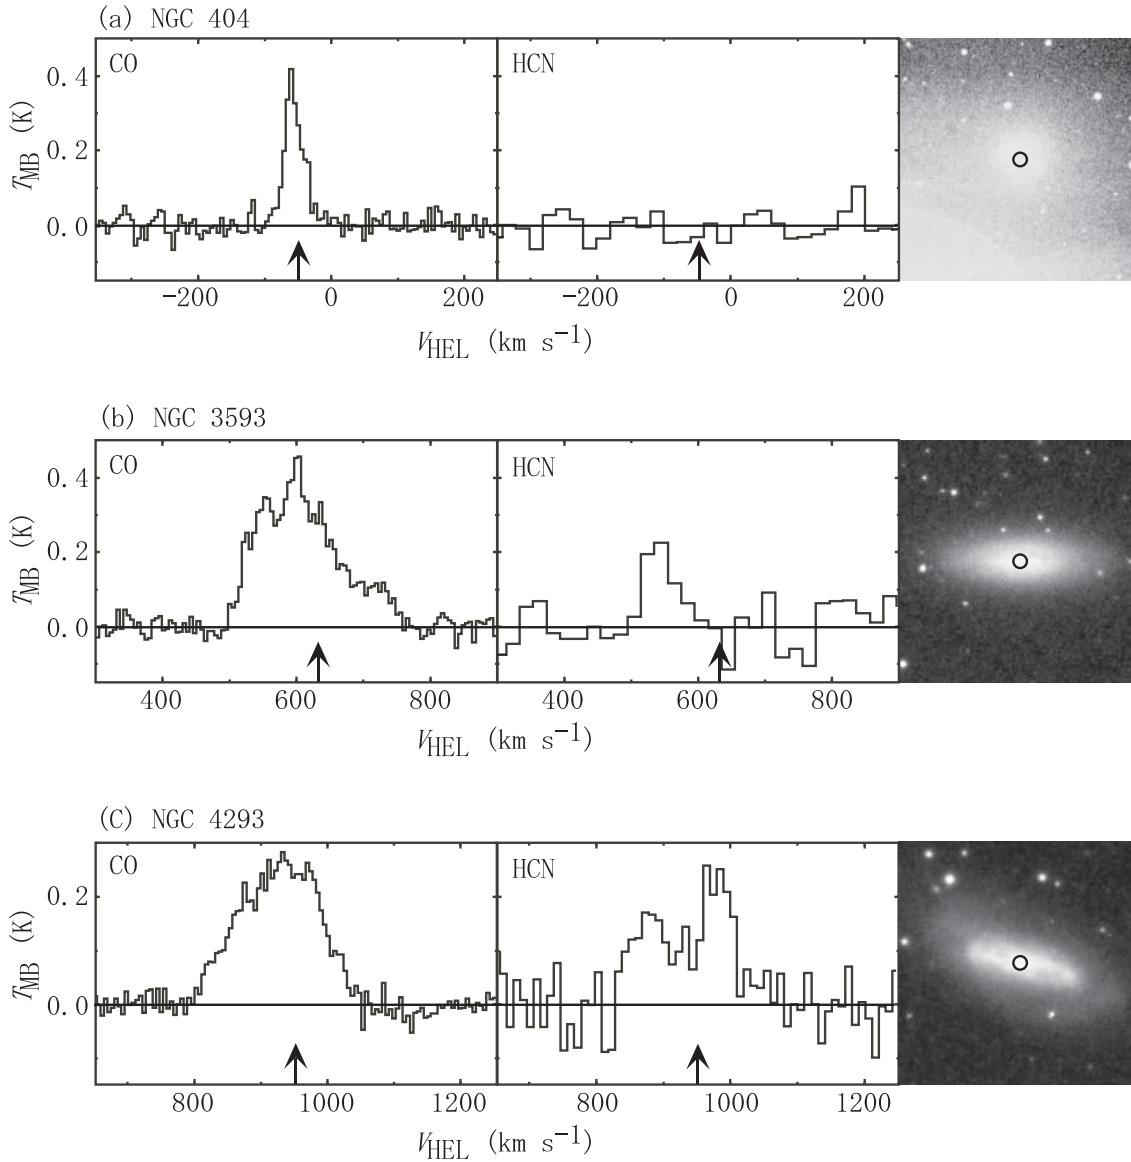 (a) NGC 404
CO
HCN
0.4
0.2
0.0
T_MB (K)
-200 0 200 -200 0 200
V_HEL (km s^-1)
(b) NGC 3593
CO
HCN
0.4
0.2
0.0
T_MB (K)
400 600 800 400 600 800
V_HEL (km s^-1)
(C) NGC 4293
CO
HCN
0.2
0.0
T_MB (K)
800 1000 1200 800 1000 1200
V_HEL (km s^-1)